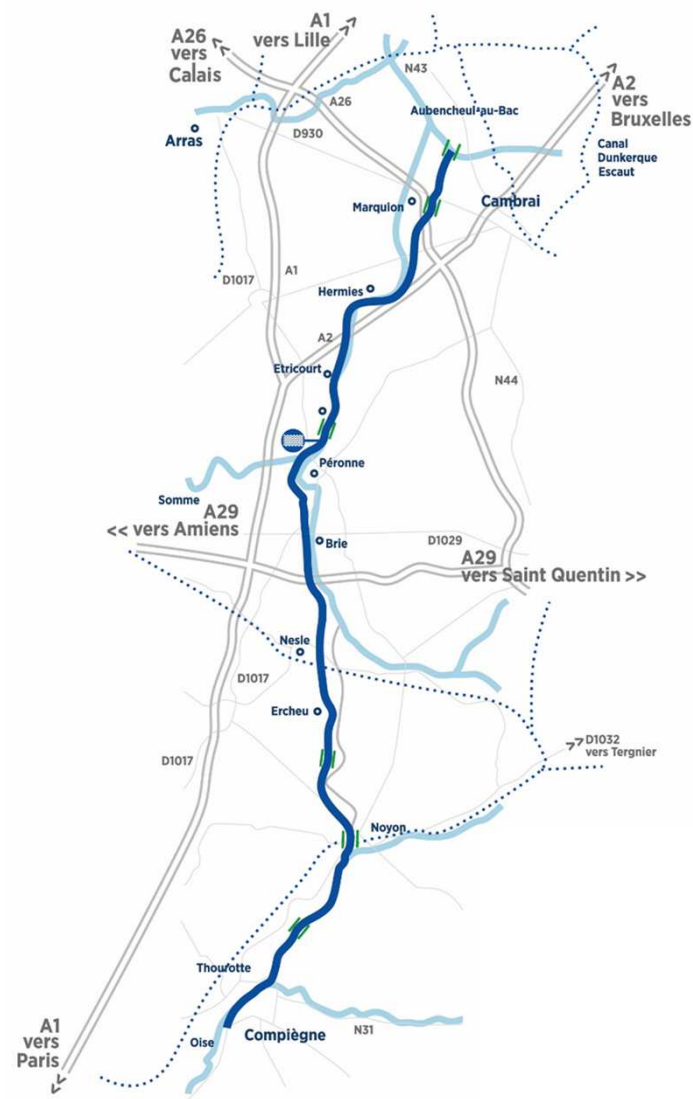 A1
vers Lille
A26
vers
Calais
N43
A2
vers
Bruxelles
A26
Aubencheul-au-Bac
D930
Arras
Canal
Dunkerque
Escaut
Marquion
Cambrai
A1
D1017
Hermies
A2
Etricourt
N44
Péronne
Somme
A29
<< vers Amiens
D1029
Brie
A29
vers Saint Quentin >>
Nesle
D1017
Ercheu
D1032
vers Tergnier
D1017
Noyon
Thourotte
A1
vers
Paris
Oise
Compiègne
N31